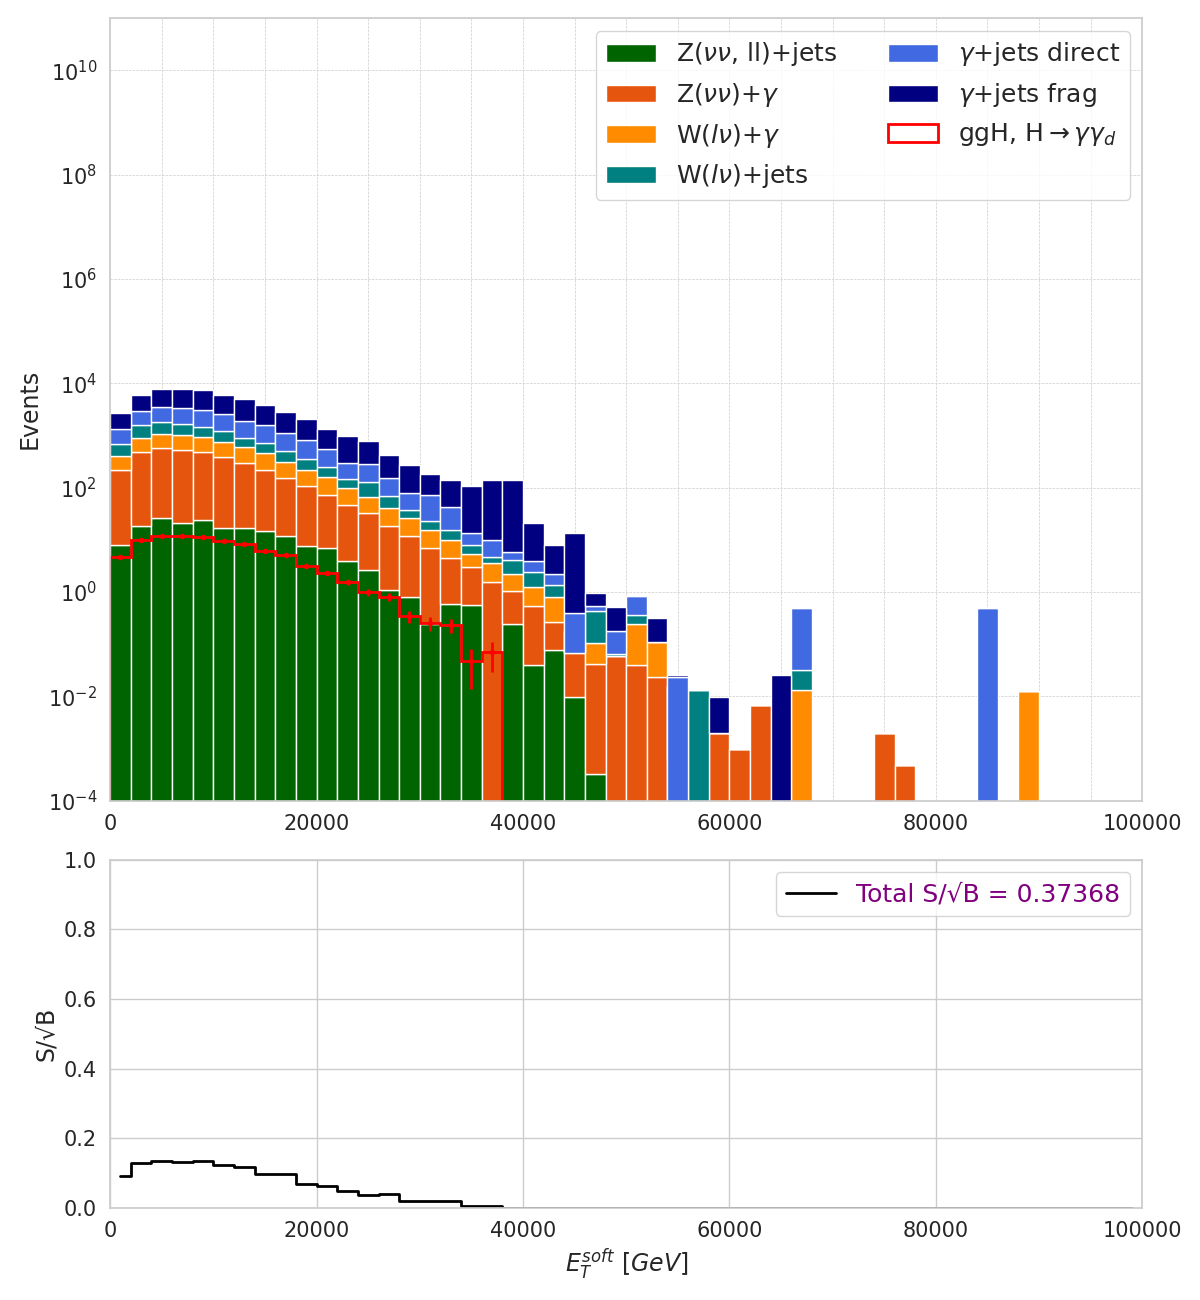 Z(νν, ll)+jets
Z(νν)+γ
W(lν)+γ
W(lν)+jets
γ+jets direct
γ+jets frag
ggH, H→γγ_d
Events
10^10
10^8
10^6
10^4
10^2
10^0
10^−2
10^−4
0 20000 40000 60000 80000 100000
Total S/√B = 0.37368
S/√B
1.0
0.8
0.6
0.4
0.2
0.0
0 20000 40000 60000 80000 100000
E_T^soft [GeV]